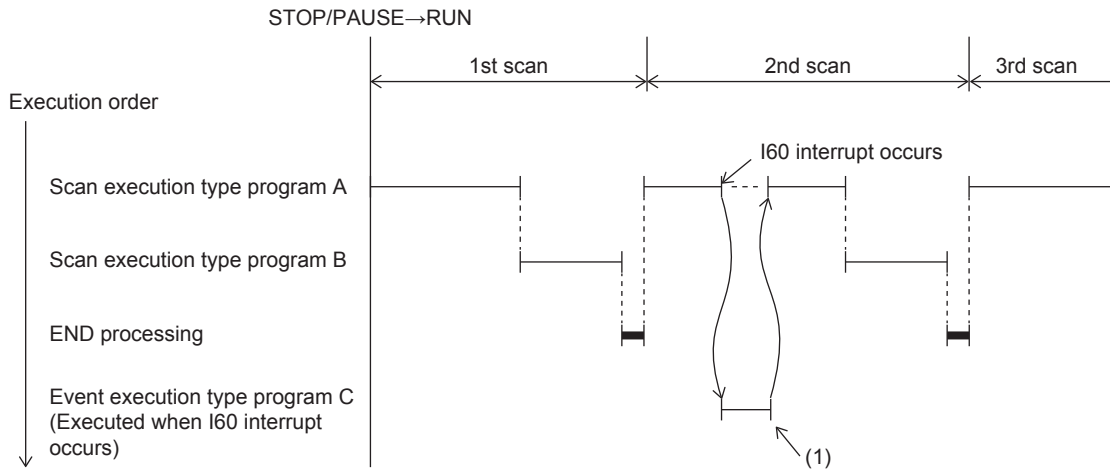 STOP/PAUSE→RUN
1st scan
2nd scan
3rd scan
Execution order
I60 interrupt occurs
Scan execution type program A
Scan execution type program B
END processing
Event execution type program C
(Executed when I60 interrupt
occurs)
(1)